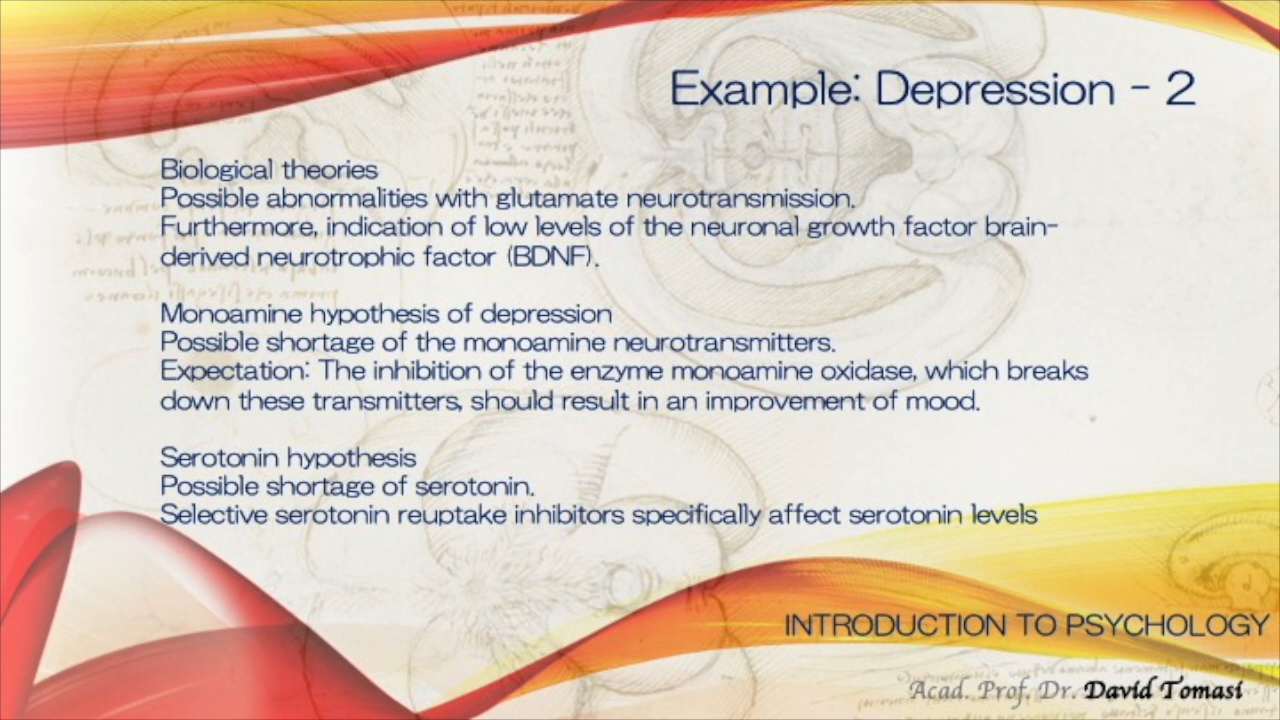 Example: Depression - 2
Biological theories
Possible abnormalities with glutamate neurotransmission.
Furthermore, indication of low levels of the neuronal growth factor brain-
derived neurotrophic factor (BDNF).
Monoamine hypothesis of depression
Possible shortage of the monoamine neurotransmitters.
Expectation: The inhibition of the enzyme monoamine oxidase, which breaks
down these transmitters, should result in an improvement of mood.
Serotonin hypothesis
Possible shortage of serotonin.
Selective serotonin reuptake inhibitors specifically affect serotonin levels
INTRODUCTION TO PSYCHOLOGY
Acad. Prof. Dr. David Tomasi